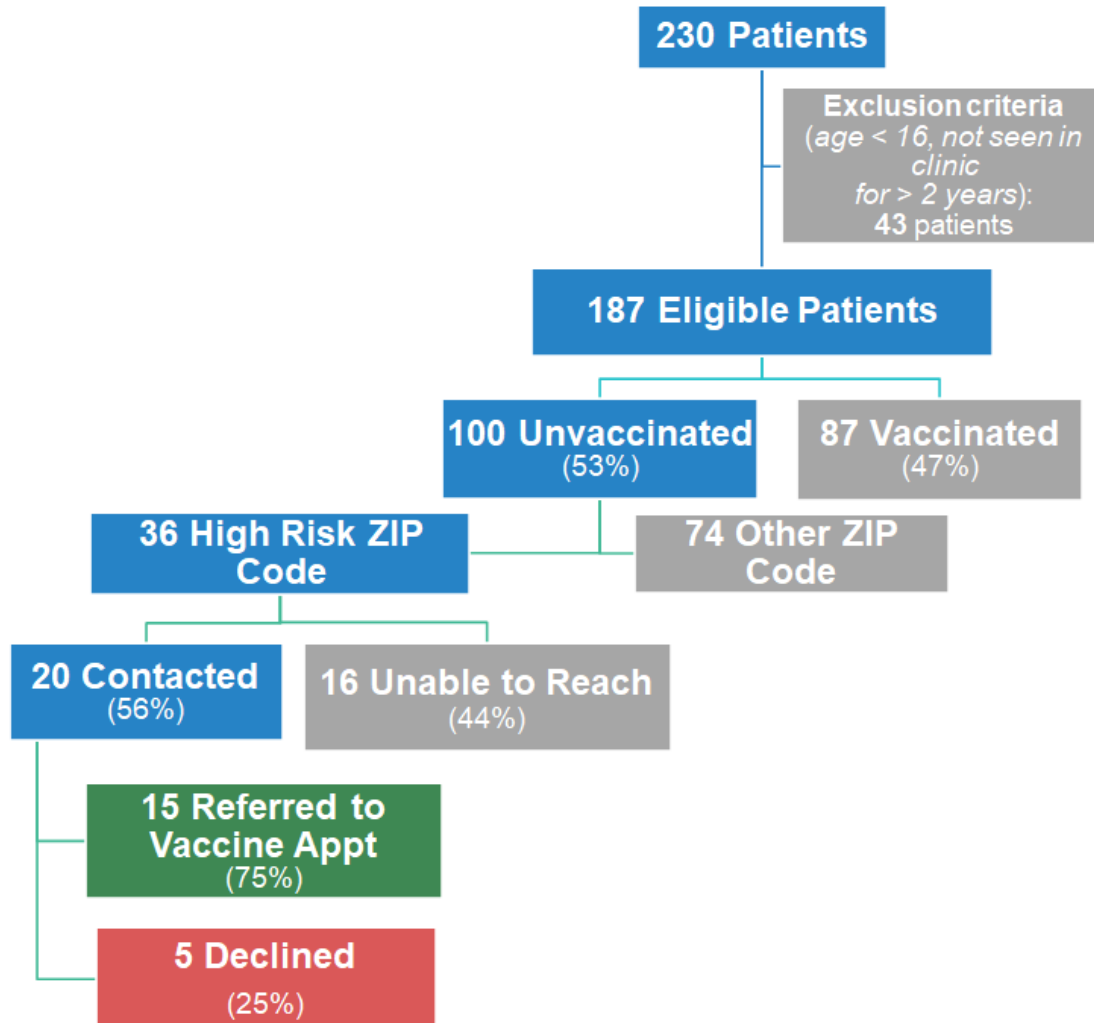 230 Patients
Exclusion criteria
(age < 16, not seen in
clinic
for > 2 years):
43 patients
187 Eligible Patients
100 Unvaccinated
(53%)
87 Vaccinated
(47%)
36 High Risk ZIP
Code
74 Other ZIP
Code
20 Contacted
(56%)
16 Unable to Reach
(44%)
15 Referred to
Vaccine Appt
(75%)
5 Declined
(25%)